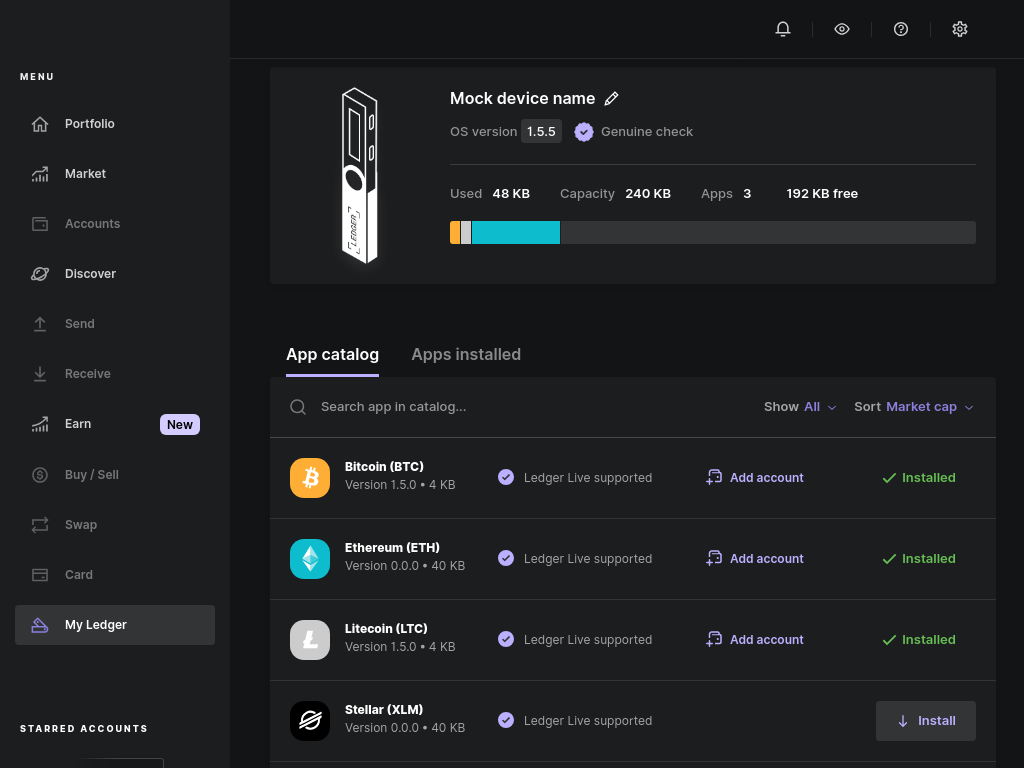 MENU
Portfolio
Market
Accounts
Discover
Send
Receive
Earn New
Buy / Sell
Swap
Card
My Ledger
STARRED ACCOUNTS
LEDGER
Mock device name
OS version 1.5.5 Genuine check
Used 48 KB Capacity 240 KB Apps 3 192 KB free
App catalog Apps installed
Search app in catalog... Show All Sort Market cap
Bitcoin (BTC)
Version 1.5.0 • 4 KB
Ledger Live supported Add account Installed
Ethereum (ETH)
Version 0.0.0 • 40 KB
Ledger Live supported Add account Installed
Litecoin (LTC)
Version 1.5.0 • 4 KB
Ledger Live supported Add account Installed
Stellar (XLM)
Version 0.0.0 • 40 KB
Ledger Live supported Install